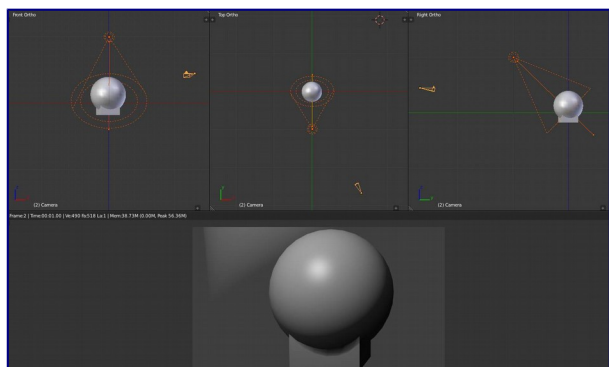 Front Ortho
Top Ortho
Right Ortho
(2) Camera
(2) Camera
(2) Camera
Frame:2 | Time:00:01.00 | Ve:490 Fa:518 La:1 | Mem:38.73M (0.00M, Peak 56.36M)